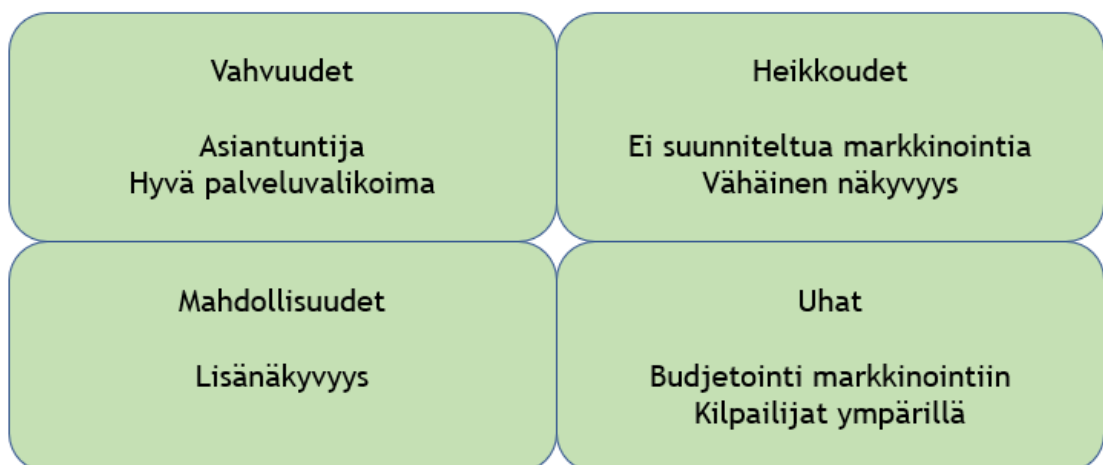 Vahvuudet
Asiantuntija
Hyvä palveluvalikoima
Heikkoudet
Ei suunniteltua markkinointia
Vähäinen näkyvyys
Mahdollisuudet
Lisänäkyvyys
Uhat
Budjetointi markkinointiin
Kilpailijat ympärillä